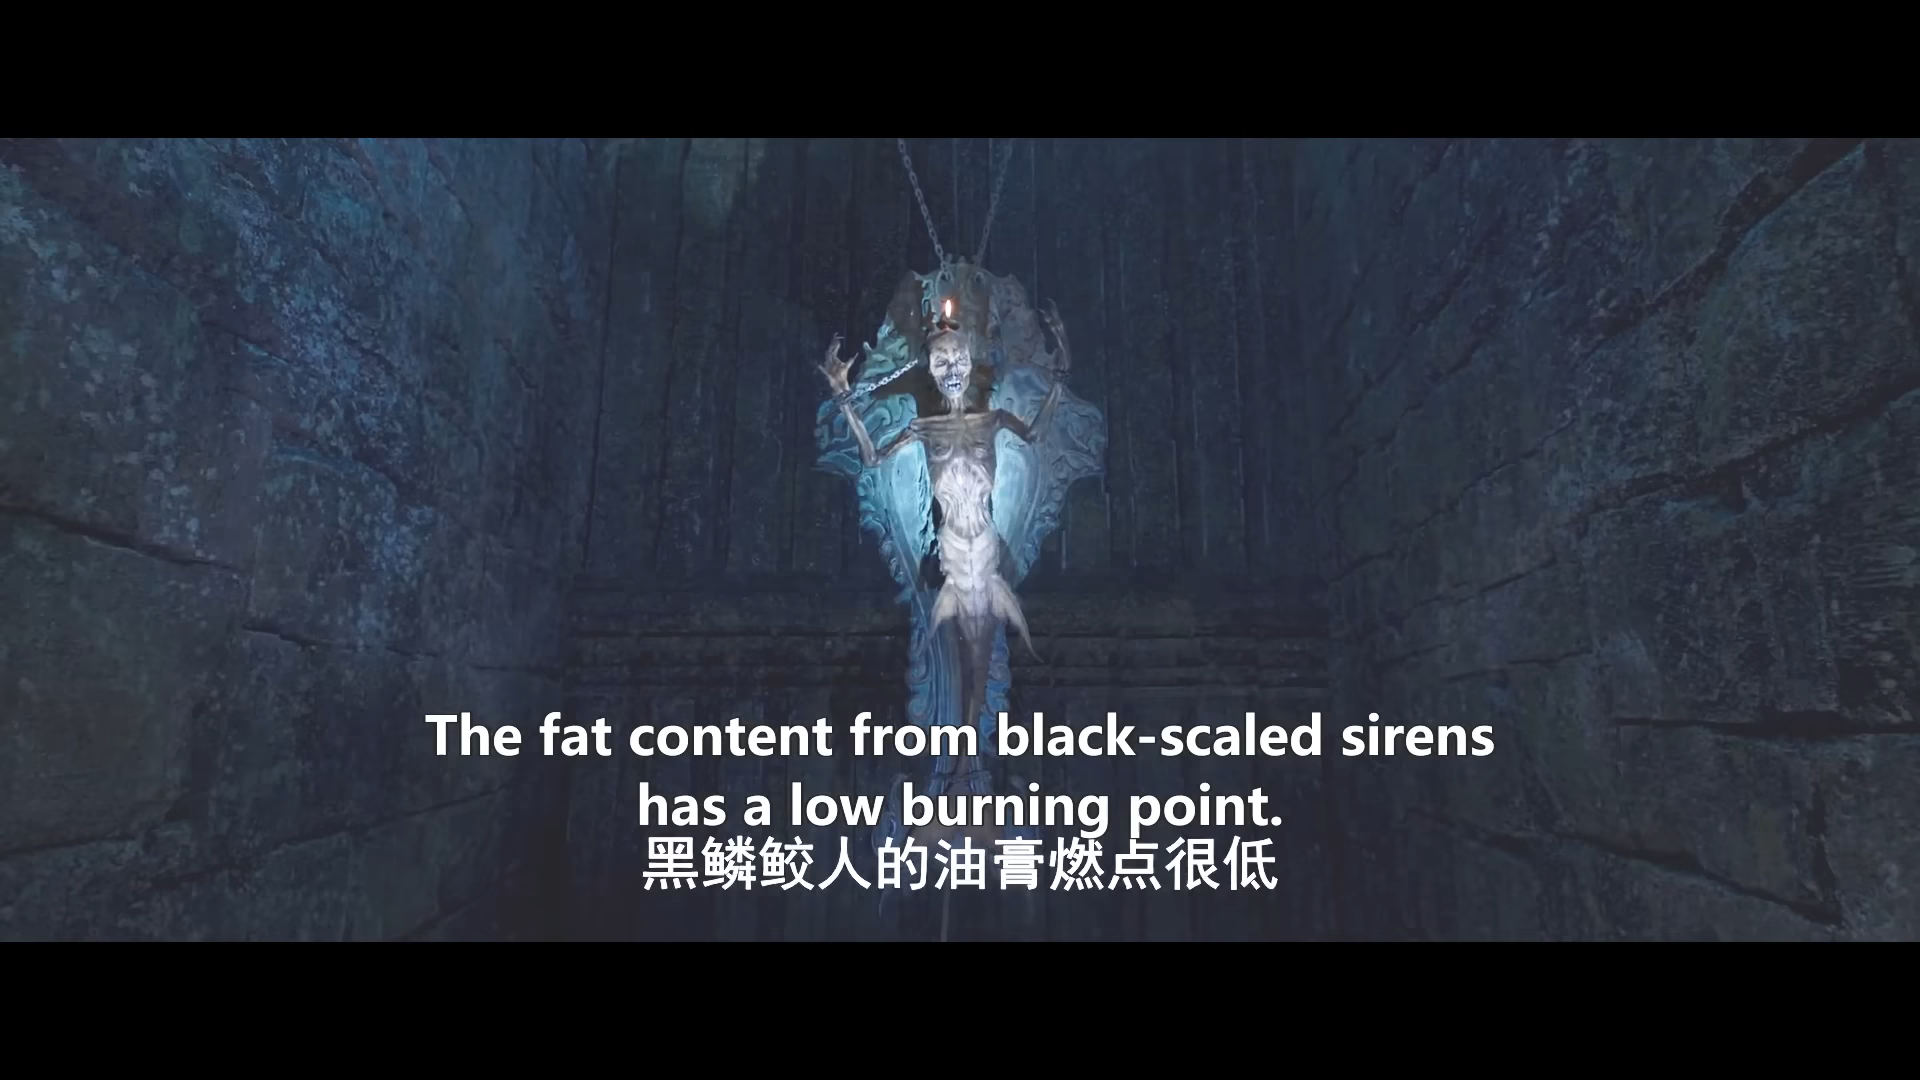 The fat content from black-scaled sirens
has a low burning point.
黑鳞鲛人的油膏燃点很低